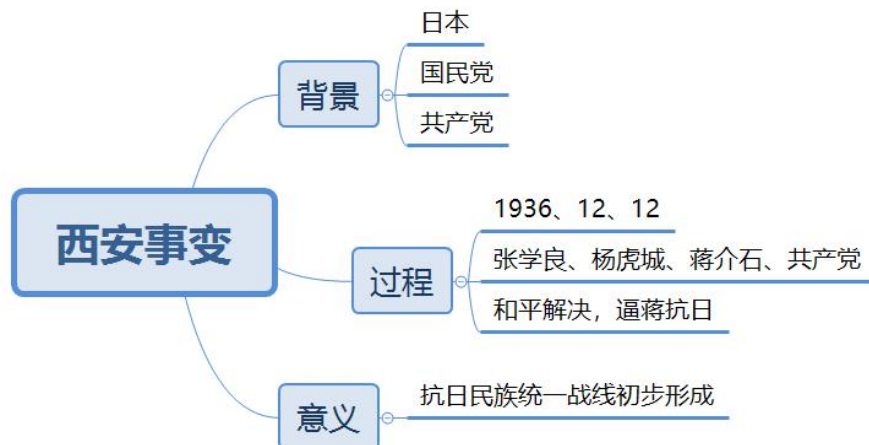 西安事变
背景
日本
国民党
共产党
过程
1936、12、12
张学良、杨虎城、蒋介石、共产党
和平解决，逼蒋抗日
意义
抗日民族统一战线初步形成